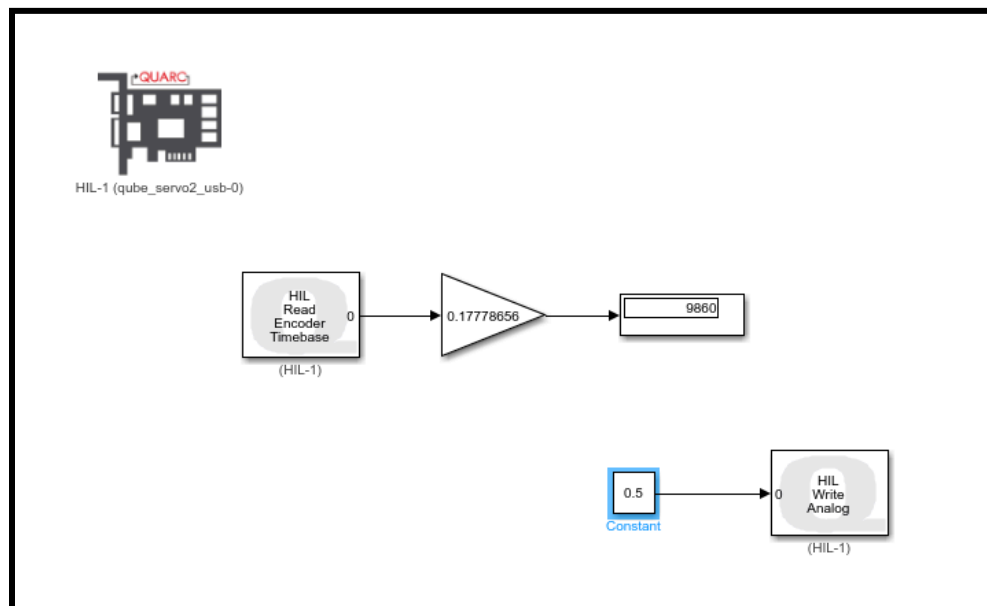 QUARC
HIL-1 (qube_servo2_usb-0)
HIL
Read
Encoder
Timebase
0
(HIL-1)
0.17778656
9860
0.5
Constant
0
HIL
Write
Analog
(HIL-1)